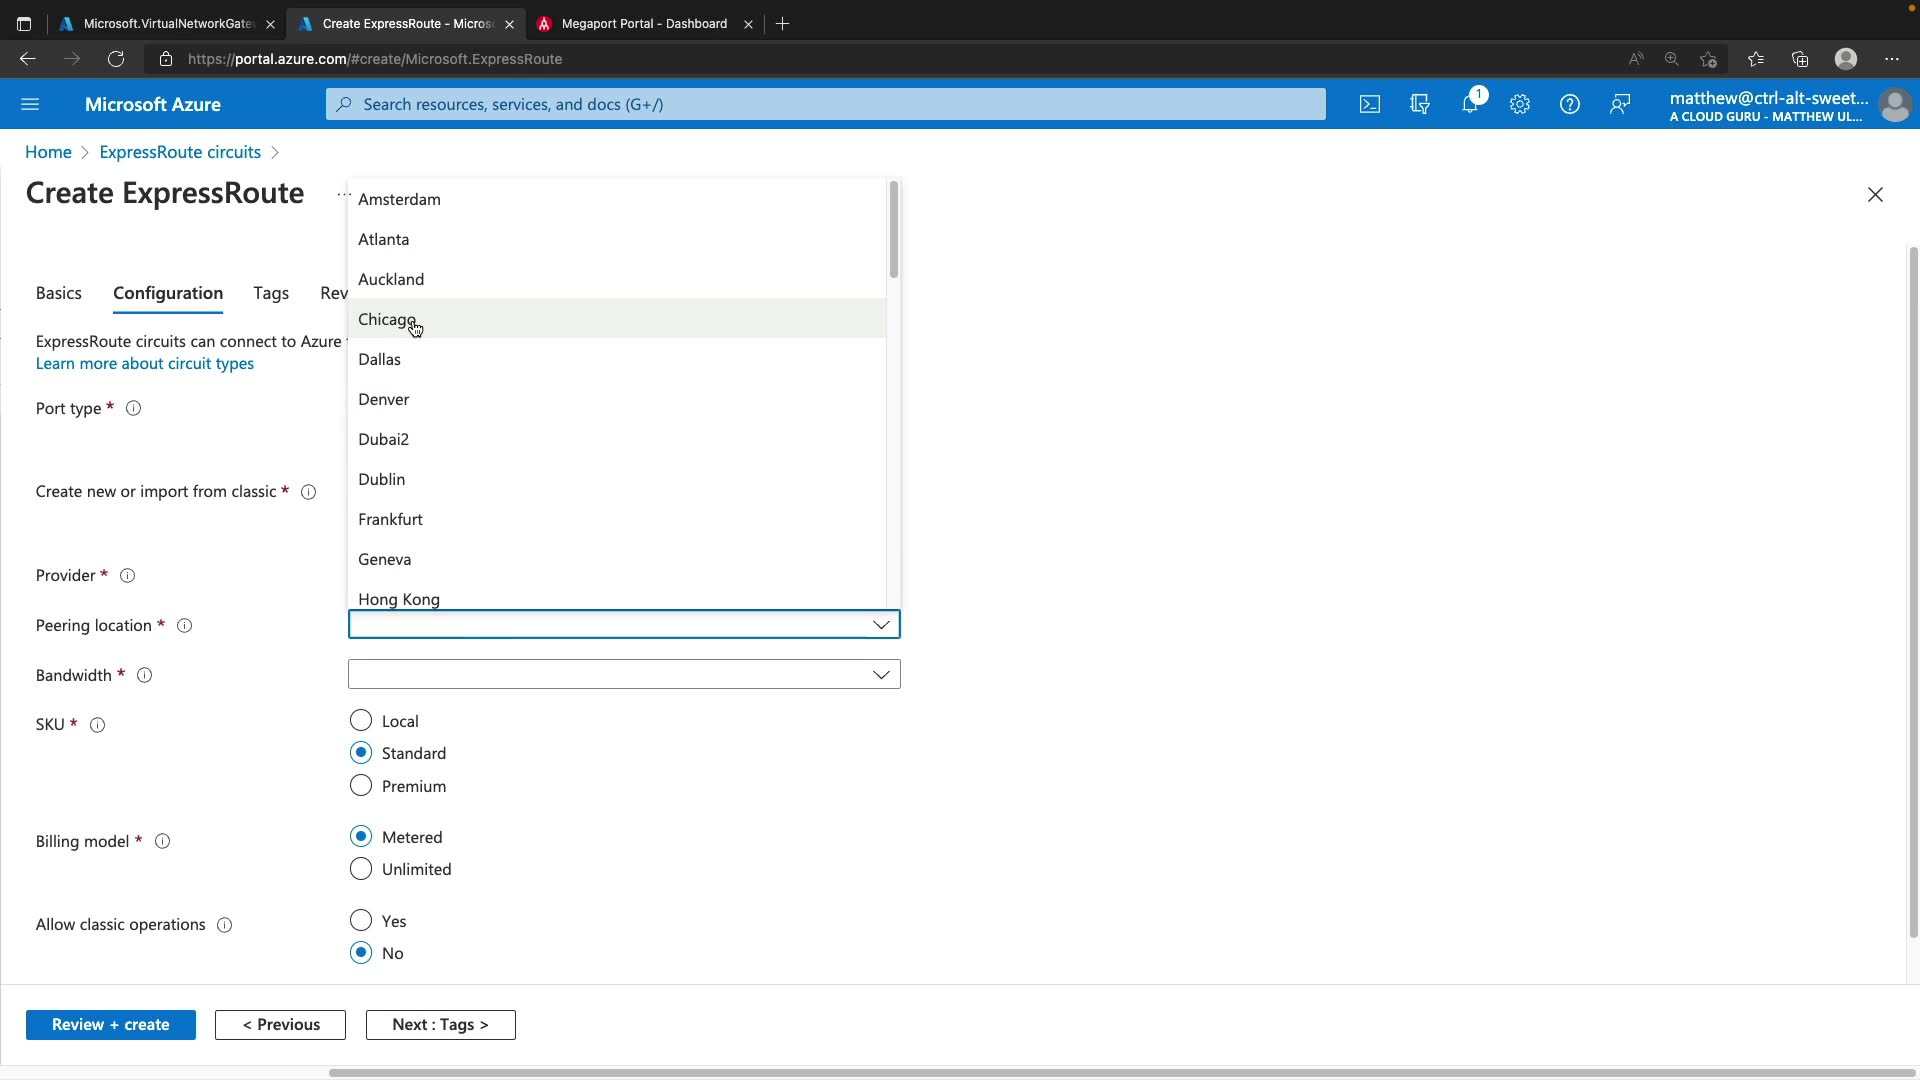 Microsoft.VirtualNetworkGate
Create ExpressRoute - Micros
Megaport Portal - Dashboard
https://portal.azure.com/#create/Microsoft.ExpressRoute
Microsoft Azure
Search resources, services, and docs (G+/)
1
matthew@ctrl-alt-sweet...
A CLOUD GURU - MATTHEW UL...
Home > ExpressRoute circuits >
Create ExpressRoute ...
Basics Configuration Tags Rev
ExpressRoute circuits can connect to Azure
Learn more about circuit types
Port type *
Create new or import from classic *
Provider *
Peering location *
Amsterdam
Atlanta
Auckland
Chicago
Dallas
Denver
Dubai2
Dublin
Frankfurt
Geneva
Hong Kong
Bandwidth *
SKU *
Local
Standard
Premium
Billing model *
Metered
Unlimited
Allow classic operations
Yes
No
Review + create
< Previous
Next : Tags >